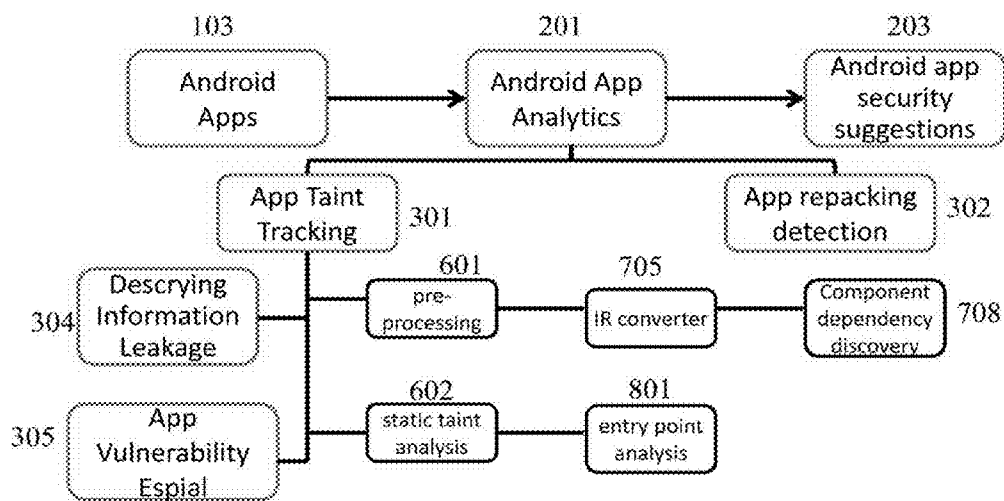 103
201
203
Android
Apps
Android App
Analytics
Android app
security
suggestions
App Taint
Tracking
301
App repacking
detection
302
304
Descrying
Information
Leakage
601
pre-
processing
705
IR converter
Component
dependency
discovery
708
305
App
Vulnerability
Espial
602
static taint
analysis
801
entry point
analysis